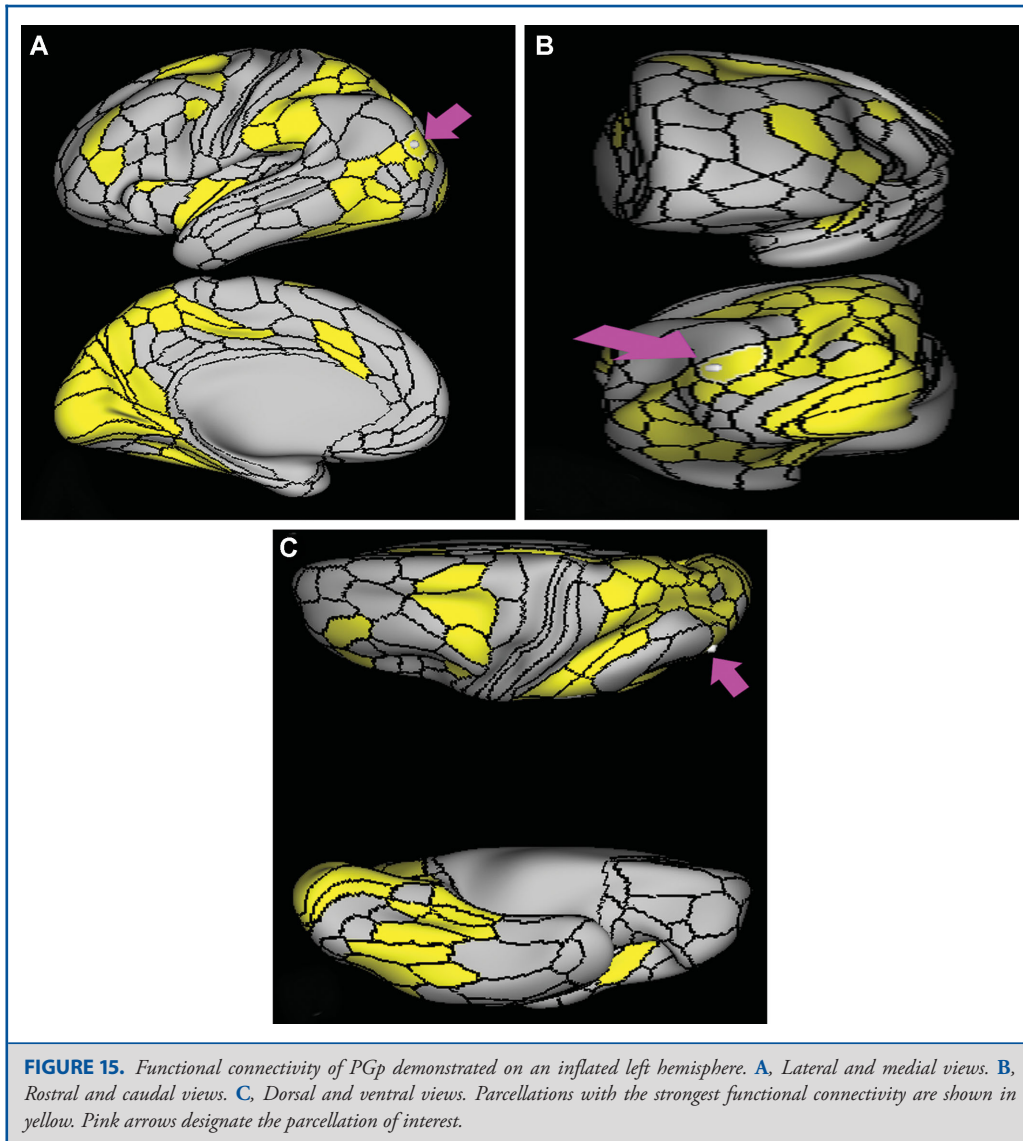 A
B
C
FIGURE 15. Functional connectivity of PGp demonstrated on an inflated left hemisphere. A, Lateral and medial views. B,
Rostral and caudal views. C, Dorsal and ventral views. Parcellations with the strongest functional connectivity are shown in
yellow. Pink arrows designate the parcellation of interest.